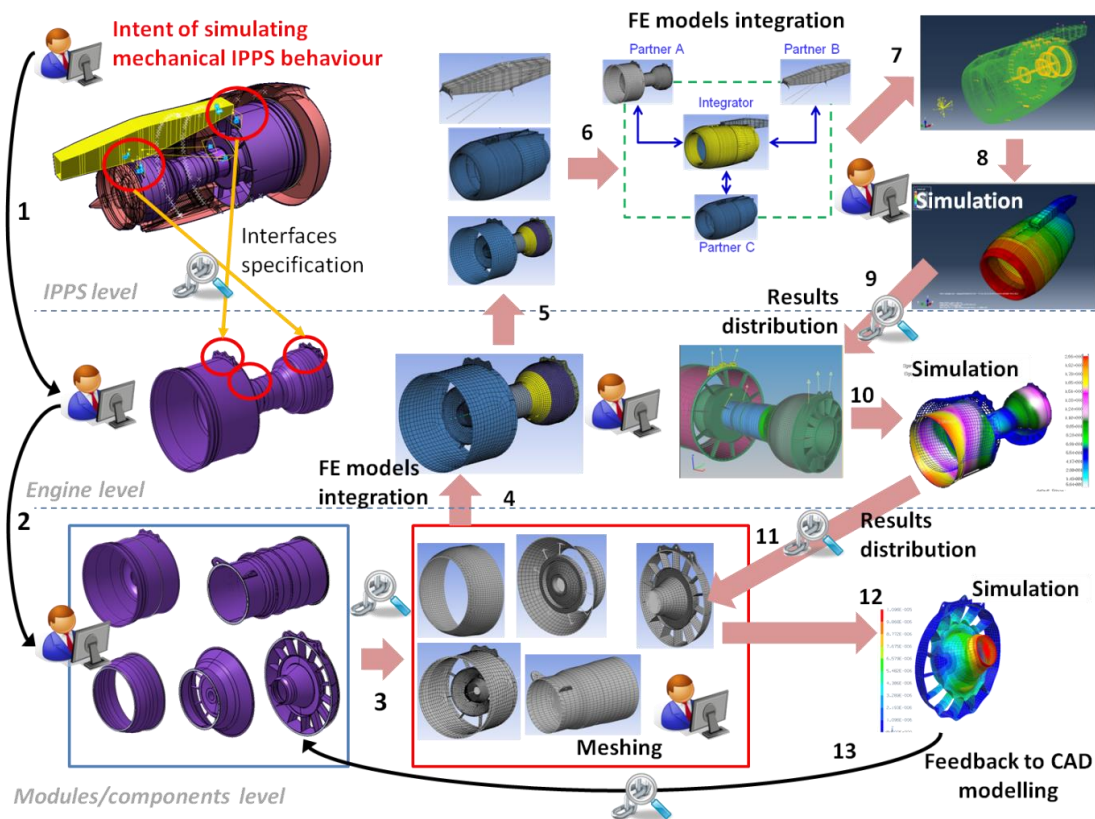 Intent of simulating
mechanical IPPS behaviour
FE models integration
Partner A
Partner B
Integrator
Partner C
7
6
8
1
Interfaces
specification
Simulation
IPPS level
5
9
Results
distribution
10
Simulation
FE models
integration
4
Engine level
2
11
Results
distribution
3
Meshing
12
Simulation
13
Feedback to CAD
modelling
Modules/components level